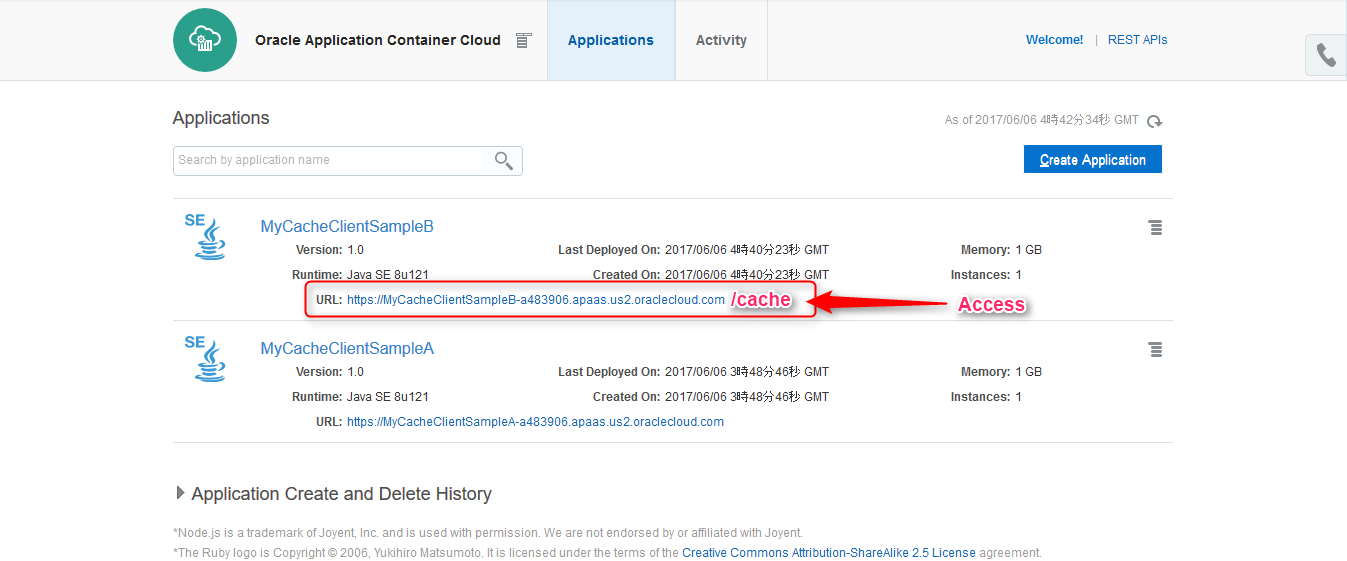 Oracle Application Container Cloud Applications Activity Welcome! | REST APIs
Applications
As of 2017/06/06 4時42分34秒 GMT
Search by application name
Create Application
SE MyCacheClientSampleB
Version: 1.0 Last Deployed On: 2017/06/06 4時40分23秒 GMT Memory: 1 GB
Runtime: Java SE 8u121 Created On: 2017/06/06 4時40分23秒 GMT Instances: 1
URL: https://MyCacheClientSampleB-a483906.apaas.us2.oraclecloud.com /cache Access
SE MyCacheClientSampleA
Version: 1.0 Last Deployed On: 2017/06/06 3時48分46秒 GMT Memory: 1 GB
Runtime: Java SE 8u121 Created On: 2017/06/06 3時48分46秒 GMT Instances: 1
URL: https://MyCacheClientSampleA-a483906.apaas.us2.oraclecloud.com
Application Create and Delete History
*Node.js is a trademark of Joyent, Inc. and is used with permission. We are not endorsed by or affiliated with Joyent.
*The Ruby logo is Copyright © 2006, Yukihiro Matsumoto. It is licensed under the terms of the Creative Commons Attribution-ShareAlike 2.5 License agreement.